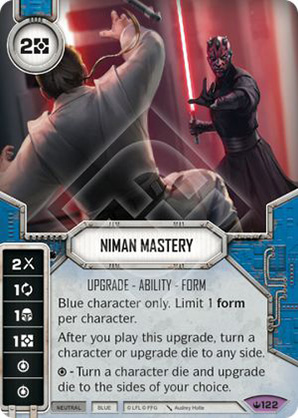 2
NIMAN MASTERY
UPGRADE - ABILITY - FORM
2
1
1
1
Blue character only. Limit 1 form
per character.
After you play this upgrade, turn a
character or upgrade die to any side.
- Turn a character die and upgrade
die to the sides of your choice.
NEUTRAL
BLUE
© LFL © FFG
Audrey Hotte
122